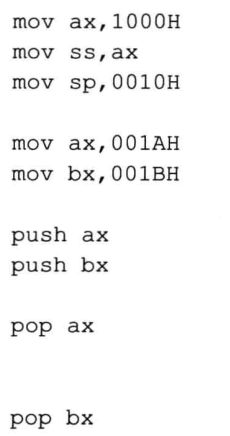 mov ax,1000H
mov ss,ax
mov sp,0010H
mov ax,001AH
mov bx,001BH
push ax
push bx
pop ax
pop bx